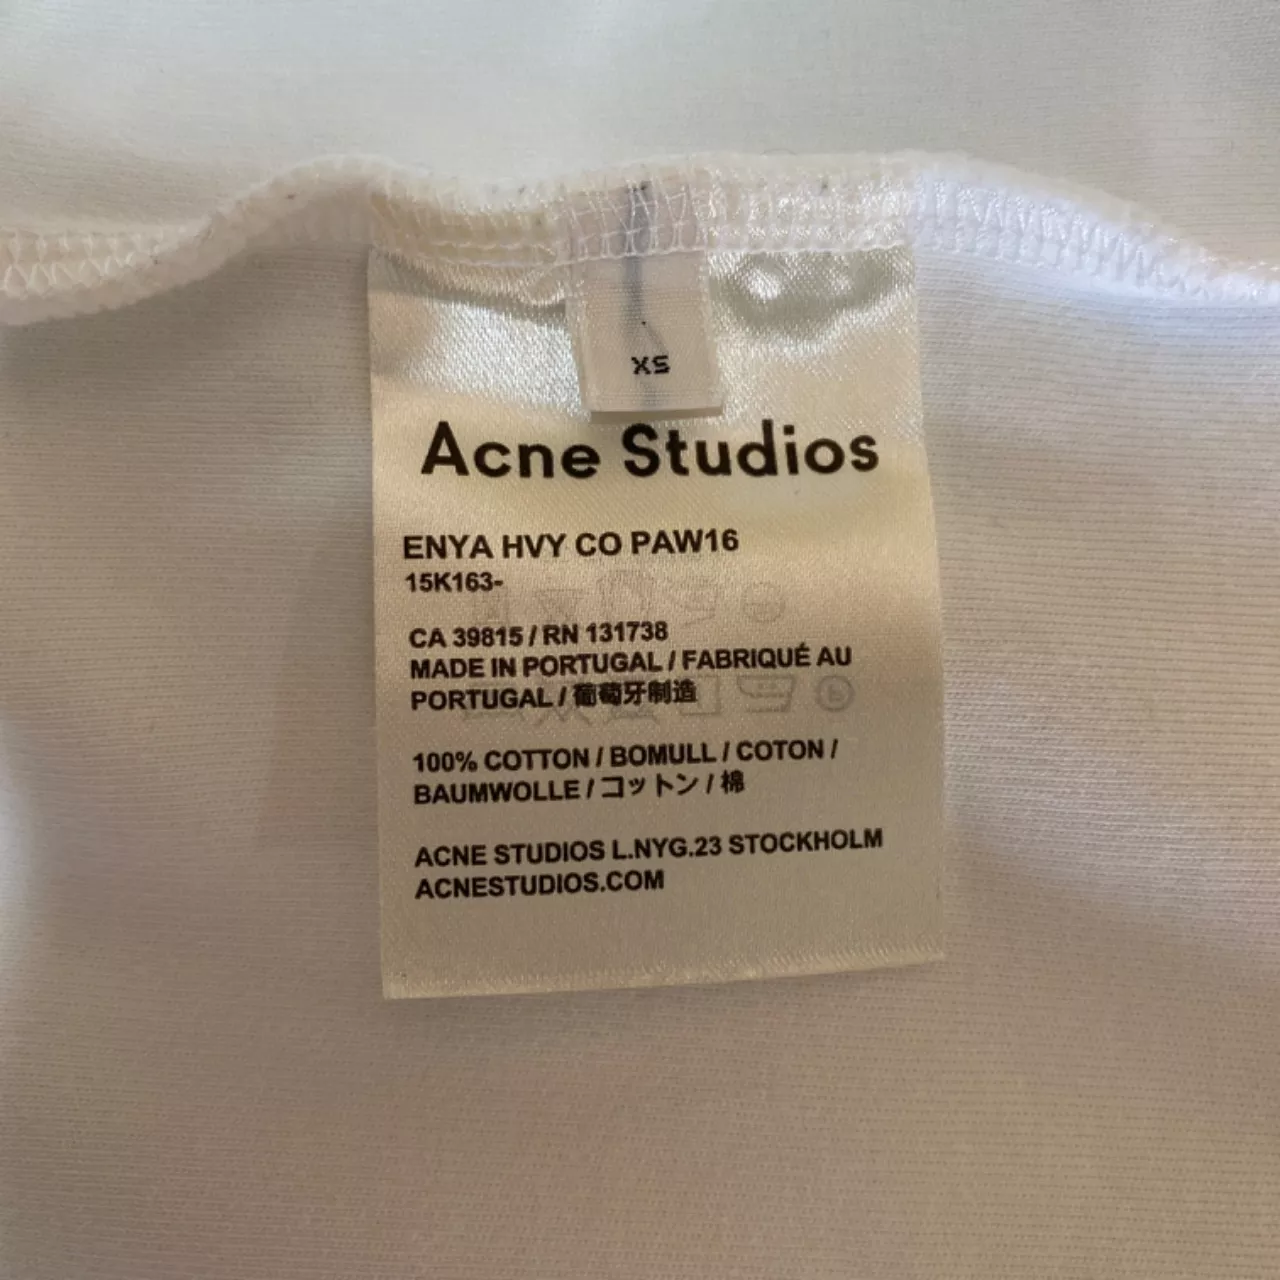 XS
Acne Studios
ENYA HVY CO PAW16
15K163-
CA 39815 / RN 131738
MADE IN PORTUGAL / FABRIQUÉ AU
PORTUGAL / 葡萄牙制造
100% COTTON / BOMULL / COTON /
BAUMWOLLE / コットン / 棉
ACNE STUDIOS L.NYG.23 STOCKHOLM
ACNESTUDIOS.COM